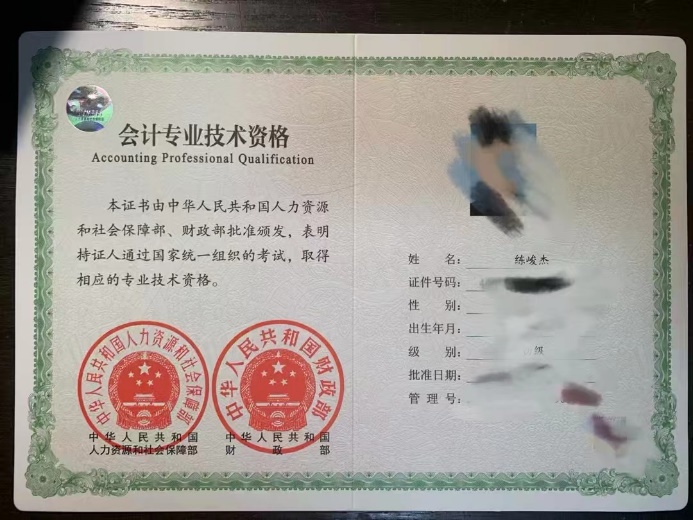 会计专业技术资格
Accounting Professional Qualification
本证书由中华人民共和国人力资源
和社会保障部、财政部批准颁发，表明
持证人通过国家统一组织的考试，取得
相应的专业技术资格。
中华人民共和国人力资源和社会保障部
中华人民共和国财政部
中华人民共和国
人力资源和社会保障部
中华人民共和国
财政部
姓名：练峻杰
证件号码：
性别：
出生年月：
级别：级
批准日期：
管理号：